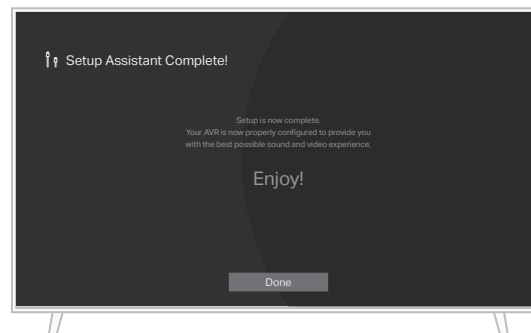 Setup Assistant Complete!
Setup is now complete.
Your AVR is now properly configured to provide you
with the best possible sound and video experience.
Enjoy!
Done